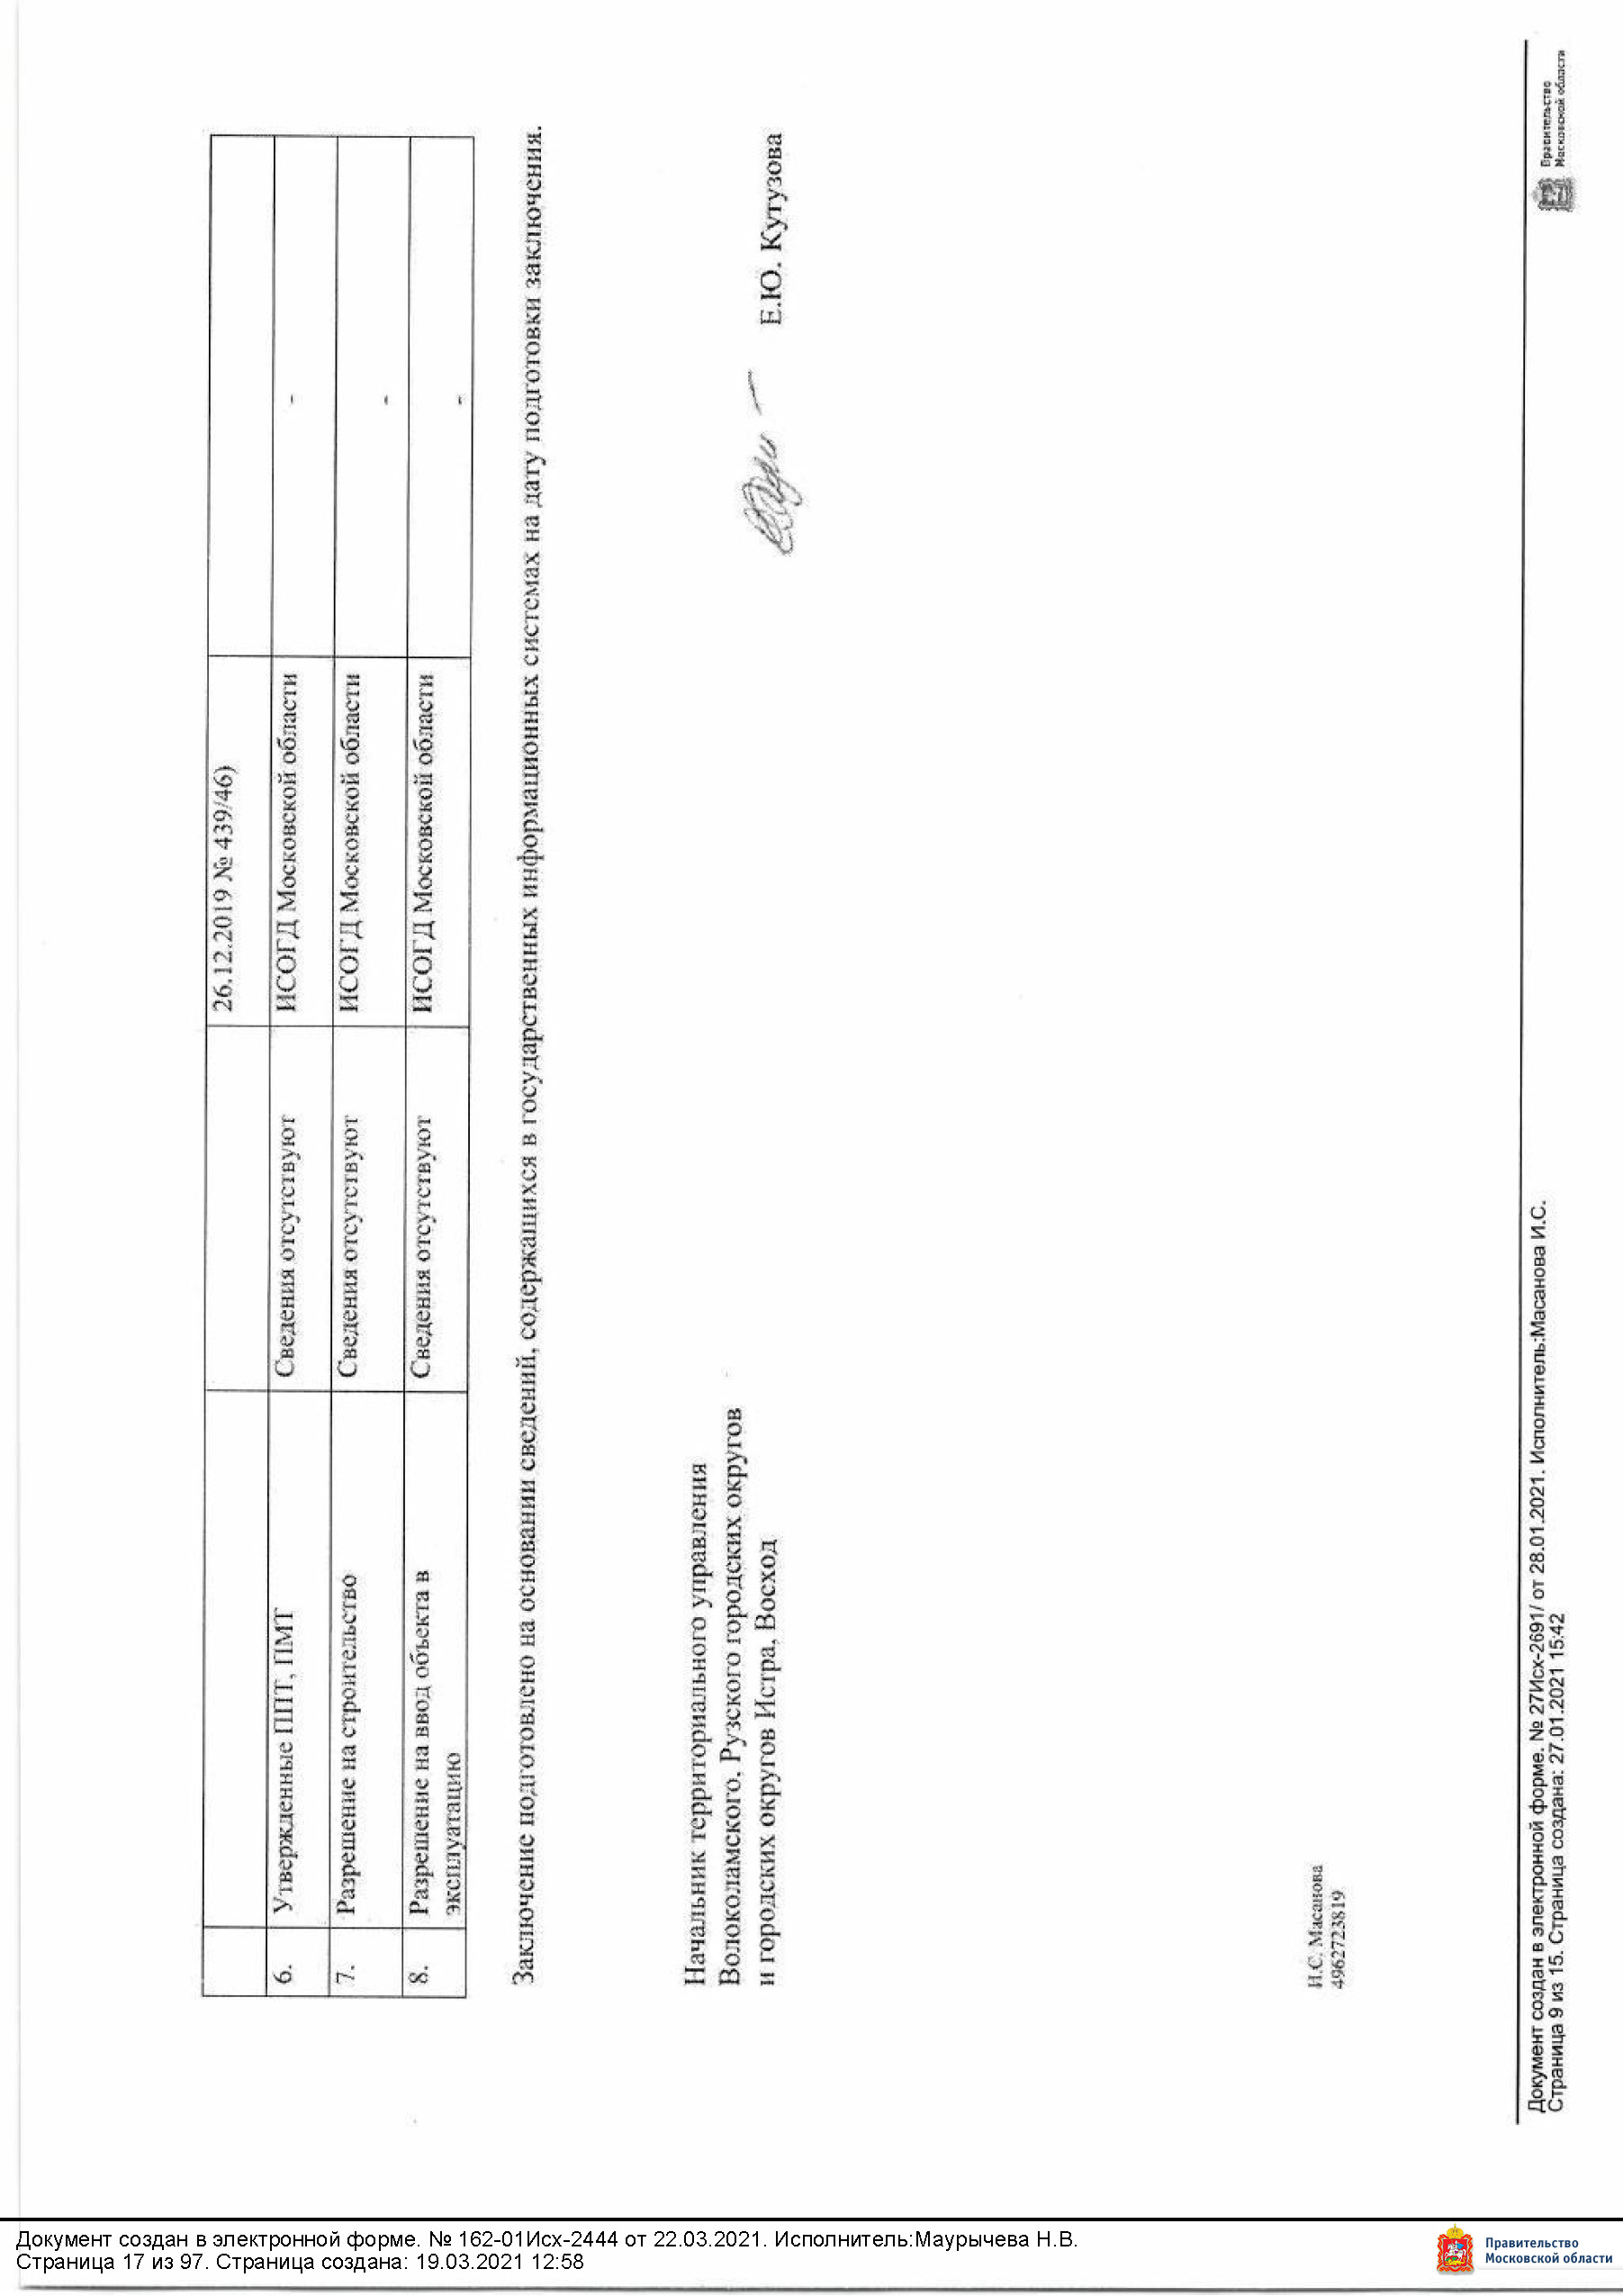 26.12.2019 № 439/46)
6. Утвержденные ППТ, ПМТ Сведения отсутствуют ИСОГД Московской области -
7. Разрешение на строительство Сведения отсутствуют ИСОГД Московской области -
8. Разрешение на ввод объекта в Сведения отсутствуют ИСОГД Московской области -
эксплуатацию
Заключение подготовлено на основании сведений, содержащихся в государственных информационных системах на дату подготовки заключения.
Начальник территориального управления
Волоколамского, Рузского городских округов
и городских округов Истра, Восход Е.Ю. Кутузова
И.С. Масанова
4962723819
Документ создан в электронной форме. № 27Исх-2691/ от 28.01.2021. Исполнитель:Масанова И.С.
Страница 9 из 15. Страница создана: 27.01.2021 15:42
Правительство
Московской области
Документ создан в электронной форме. № 162-01Исх-2444 от 22.03.2021. Исполнитель:Маурычева Н.В.
Страница 17 из 97. Страница создана: 19.03.2021 12:58
Правительство
Московской области